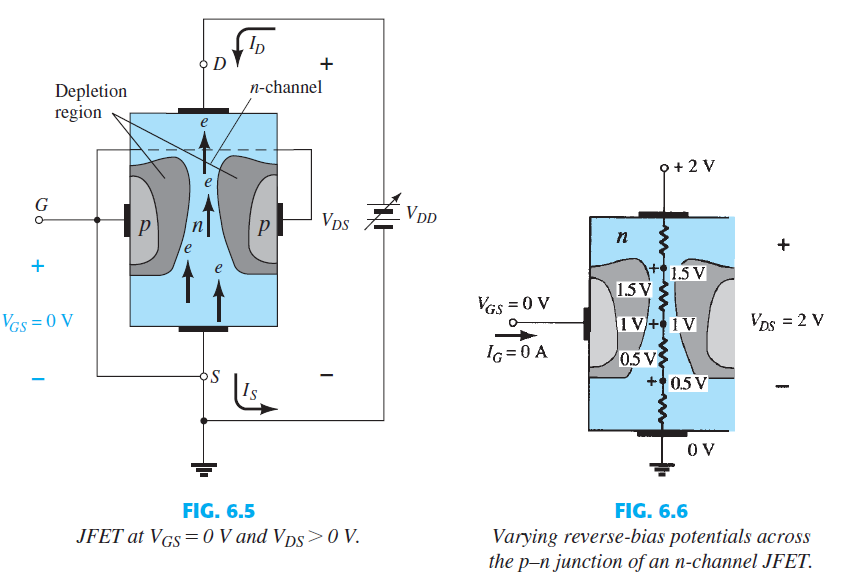 I_D
D
+
n-channel
Depletion
region
e
e
G
p
n
p
V_DS
V_DD
e
e
+
V_GS = 0 V
–
S
I_S
–
FIG. 6.5
JFET at V_GS = 0 V and V_DS > 0 V.
+ 2 V
n
+
+
1.5 V
1.5 V
V_GS = 0 V
1 V
+
1 V
V_DS = 2 V
I_G = 0 A
0.5 V
+
0.5 V
–
0 V
FIG. 6.6
Varying reverse-bias potentials across
the p–n junction of an n-channel JFET.